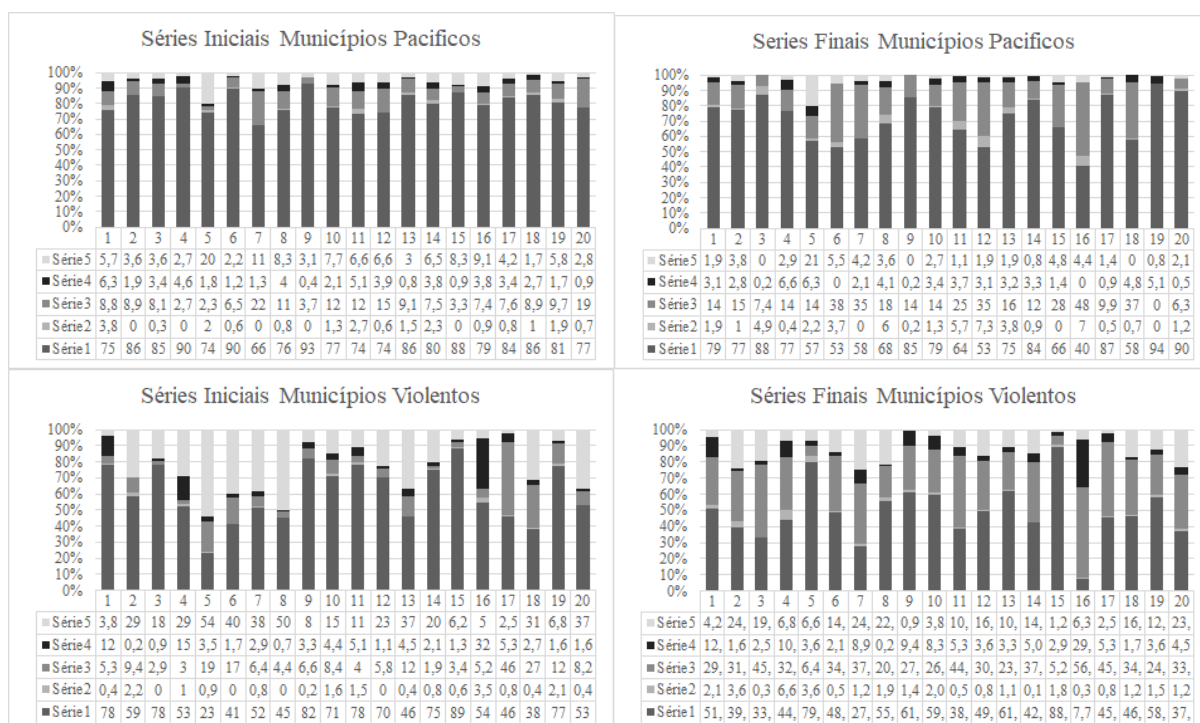 Séries Iniciais Municípios Pacificos
100%
90%
80%
70%
60%
50%
40%
30%
20%
10%
0%
1 2 3 4 5 6 7 8 9 10 11 12 13 14 15 16 17 18 19 20
Série5 5,7 3,6 3,6 2,7 20 2,2 11 8,3 3,1 7,7 6,6 6,6 3 6,5 8,3 9,1 4,2 1,7 5,8 2,8
Série4 6,3 1,9 3,4 4,6 1,8 1,2 1,3 4 0,4 2,1 5,1 3,9 0,8 3,8 0,9 3,8 3,4 2,7 1,7 0,9
Série3 8,8 8,9 8,1 2,7 2,3 6,5 22 11 3,7 12 12 15 9,1 7,5 3,3 7,4 7,6 8,9 9,7 19
Série2 3,8 0 0,3 0 2 0,6 0 0,8 0 1,3 2,7 0,6 1,5 2,3 0 0,9 0,8 1 1,9 0,7
Série1 75 86 85 90 74 90 66 76 93 77 74 74 86 80 88 79 84 86 81 77
Series Finais Municípios Pacificos
100%
90%
80%
70%
60%
50%
40%
30%
20%
10%
0%
1 2 3 4 5 6 7 8 9 10 11 12 13 14 15 16 17 18 19 20
Série5 1,9 3,8 0 2,9 21 5,5 4,2 3,6 0 2,7 1,1 1,9 1,9 0,8 4,8 4,4 1,4 0 0,8 2,1
Série4 3,1 2,8 0,2 6,6 6,3 0 2,1 4,1 0,2 3,4 3,7 3,1 3,2 3,3 1,4 0 0,9 4,8 5,1 0,5
Série3 14 15 7,4 14 14 38 35 18 14 14 25 35 16 12 28 48 9,9 37 0 6,3
Série2 1,9 1 4,9 0,4 2,2 3,7 0 6 0,2 1,3 5,7 7,3 3,8 0,9 0 7 0,5 0,7 0 1,2
Série1 79 77 88 77 57 53 58 68 85 79 64 53 75 84 66 40 87 58 94 90
Séries Iniciais Municípios Violentos
100%
90%
80%
70%
60%
50%
40%
30%
20%
10%
0%
1 2 3 4 5 6 7 8 9 10 11 12 13 14 15 16 17 18 19 20
Série5 3,8 29 18 29 54 40 38 50 8 15 11 23 37 20 6,2 5 2,5 31 6,8 37
Série4 12 0,2 0,9 15 3,5 1,7 2,9 0,7 3,3 4,4 5,1 1,1 4,5 2,1 1,3 32 5,3 2,7 1,6 1,6
Série3 5,3 9,4 2,9 3 19 17 6,4 4,4 6,6 8,4 4 5,8 12 1,9 3,4 5,2 46 27 12 8,2
Série2 0,4 2,2 0 1 0,9 0 0,8 0 0,2 1,6 1,5 0 0,4 0,8 0,6 3,5 0,8 0,4 2,1 0,4
Série1 78 59 78 53 23 41 52 45 82 71 78 70 46 75 89 54 46 38 77 53
Séries Finais Municípios Violentos
100%
90%
80%
70%
60%
50%
40%
30%
20%
10%
0%
1 2 3 4 5 6 7 8 9 10 11 12 13 14 15 16 17 18 19 20
Série5 4,2 24, 19, 6,8 6,6 14, 24, 22, 0,9 3,8 10, 16, 10, 14, 1,2 6,3 2,5 16, 12, 23,
Série4 12, 1,6 2,5 10, 3,6 2,1 8,9 0,2 9,4 8,3 5,3 3,6 3,3 5,0 2,9 29, 5,3 1,7 3,6 4,5
Série3 29, 31, 45, 32, 6,4 34, 37, 20, 27, 26, 44, 30, 23, 37, 5,2 56, 45, 34, 24, 33,
Série2 2,1 3,6 0,3 6,6 3,6 0,5 1,2 1,9 1,4 2,0 0,5 0,8 1,1 0,1 1,8 0,3 0,8 1,2 1,5 1,2
Série1 51, 39, 33, 44, 79, 48, 27, 55, 61, 59, 38, 49, 61, 42, 88, 7,7 45, 46, 58, 37,